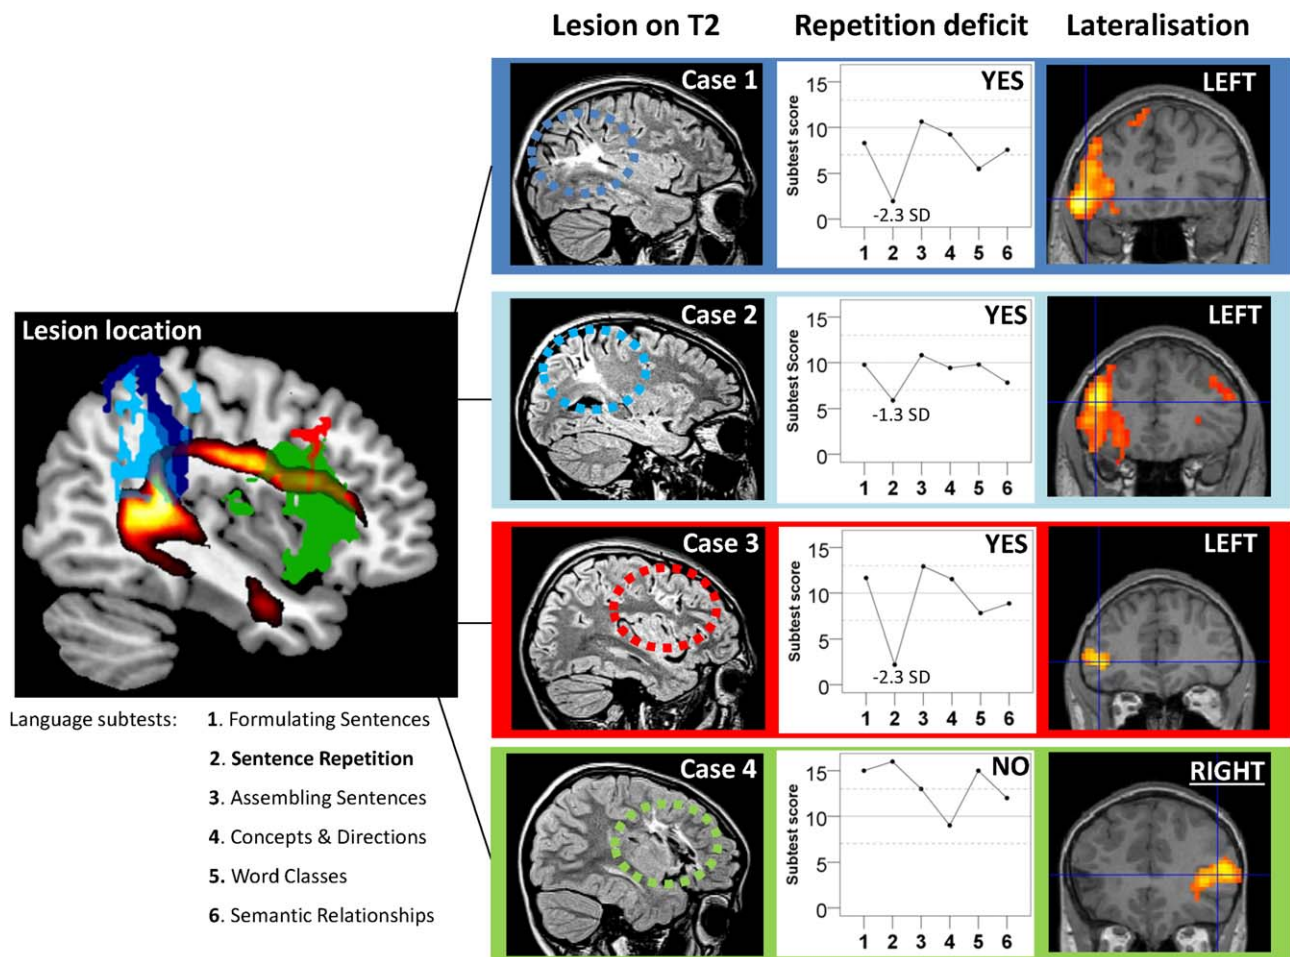 Lesion on T2 Repetition deficit Lateralisation
Case 1 YES LEFT
Subtest score
15
10
5
0
-2.3 SD
1 2 3 4 5 6
Case 2 YES LEFT
Subtest Score
15
10
5
0
-1.3 SD
1 2 3 4 5 6
Case 3 YES LEFT
Subtest score
15
10
5
0
-2.3 SD
1 2 3 4 5 6
Case 4 NO RIGHT
Subtest score
15
10
5
0
1 2 3 4 5 6
Lesion location
Language subtests: 1. Formulating Sentences
2. Sentence Repetition
3. Assembling Sentences
4. Concepts & Directions
5. Word Classes
6. Semantic Relationships